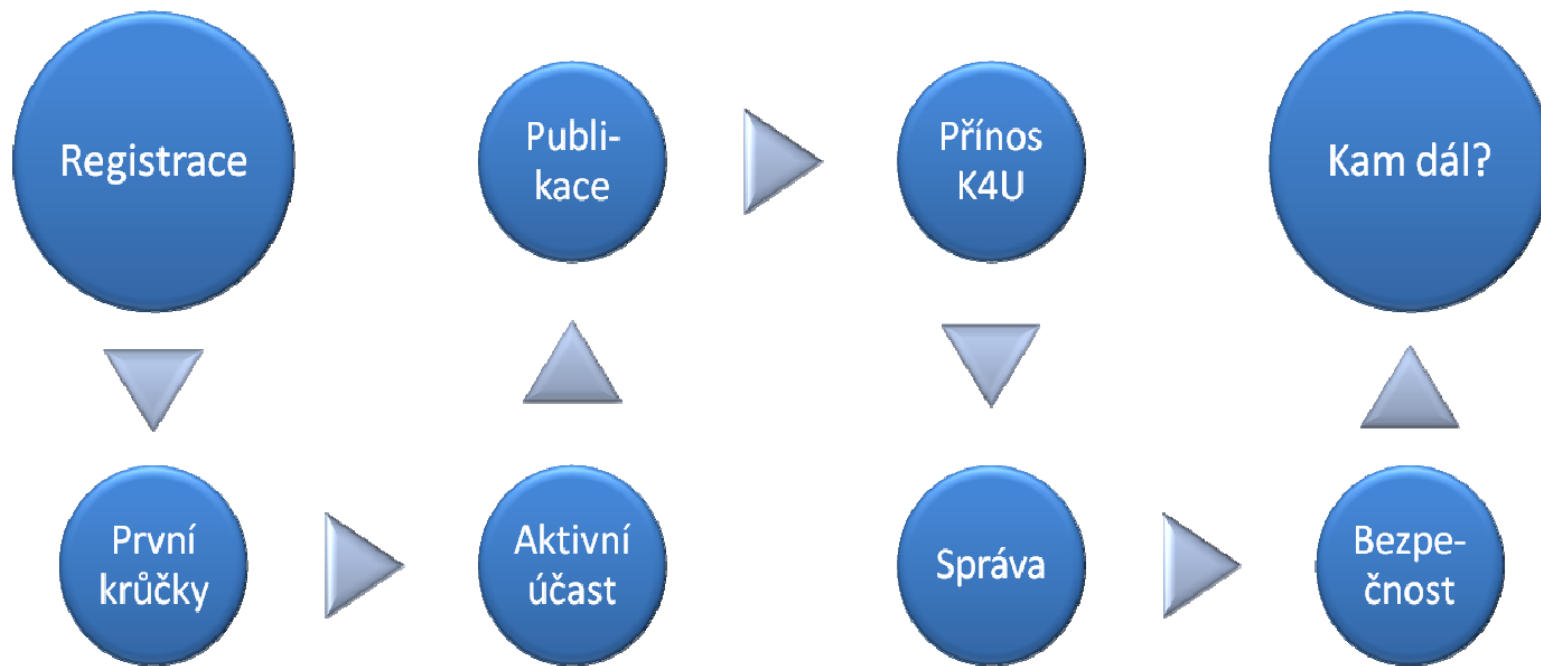 Registrace
Publi-
kace
Přínos
K4U
Kam dál?
První
krůčky
Aktivní
účast
Správa
Bezpe-
čnost